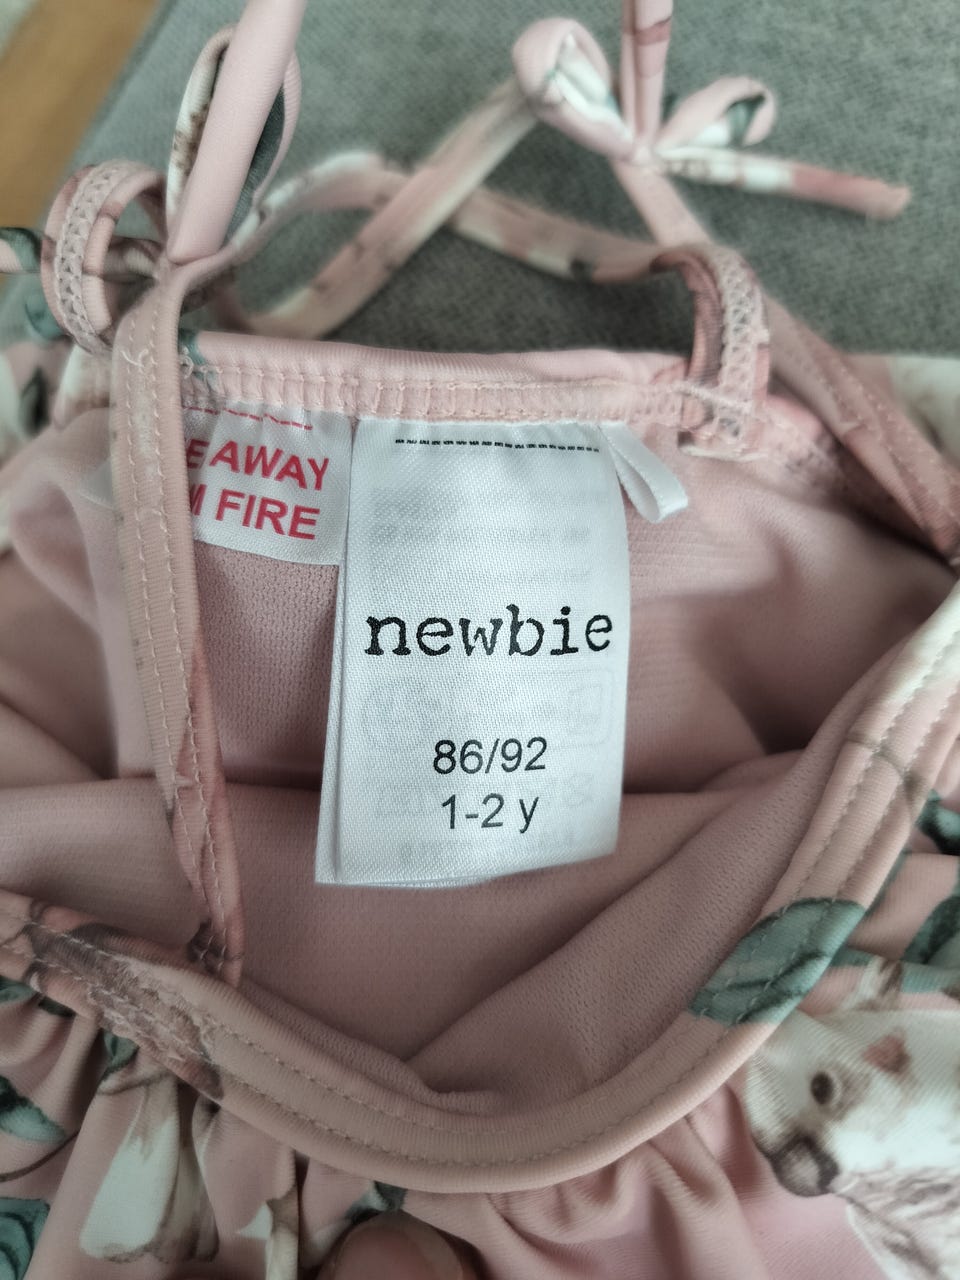 AWAY
FIRE
newbie
86/92
1-2 y